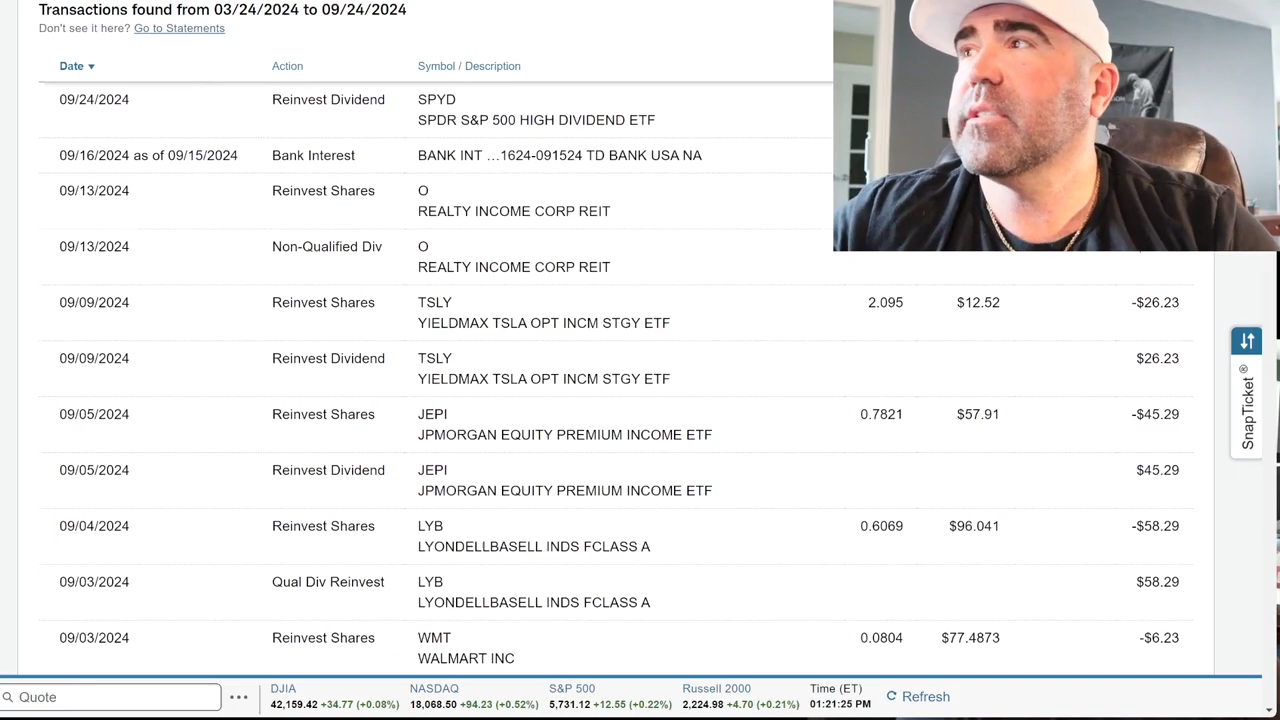 Transactions found from 03/24/2024 to 09/24/2024
Don't see it here? Go to Statements
Date ▼ Action Symbol / Description
09/24/2024 Reinvest Dividend SPYD
SPDR S&P 500 HIGH DIVIDEND ETF
09/16/2024 as of 09/15/2024 Bank Interest BANK INT ...1624-091524 TD BANK USA NA
09/13/2024 Reinvest Shares O
REALTY INCOME CORP REIT
09/13/2024 Non-Qualified Div O
REALTY INCOME CORP REIT
09/09/2024 Reinvest Shares TSLY 2.095 $12.52 -$26.23
YIELDMAX TSLA OPT INCM STGY ETF
09/09/2024 Reinvest Dividend TSLY $26.23
YIELDMAX TSLA OPT INCM STGY ETF
09/05/2024 Reinvest Shares JEPI 0.7821 $57.91 -$45.29
JPMORGAN EQUITY PREMIUM INCOME ETF
09/05/2024 Reinvest Dividend JEPI $45.29
JPMORGAN EQUITY PREMIUM INCOME ETF
09/04/2024 Reinvest Shares LYB 0.6069 $96.041 -$58.29
LYONDELLBASELL INDS FCLASS A
09/03/2024 Qual Div Reinvest LYB $58.29
LYONDELLBASELL INDS FCLASS A
09/03/2024 Reinvest Shares WMT 0.0804 $77.4873 -$6.23
WALMART INC
SnapTicket ®
Quote ••• DJIA NASDAQ S&P 500 Russell 2000 Time (ET) Refresh
42,159.42 +34.77 (+0.08%) 18,068.50 +94.23 (+0.52%) 5,731.12 +12.55 (+0.22%) 2,224.98 +4.70 (+0.21%) 01:21:25 PM